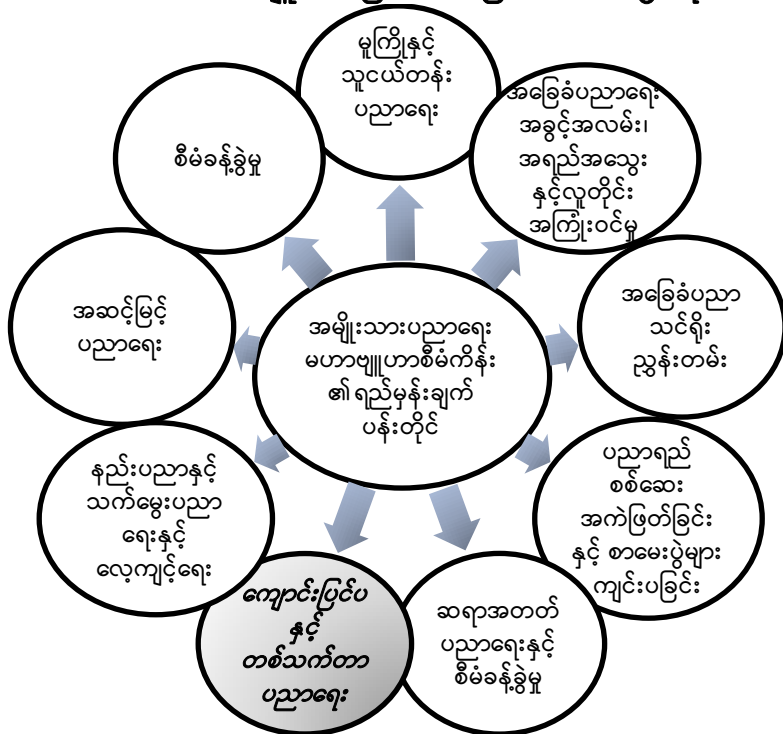 မူကြိုနှင့်
သူငယ်တန်း
ပညာရေး
အခြေခံပညာရေး
အခွင့်အလမ်း၊
အရည်အသွေး
နှင့်လူတိုင်း
အကြုံးဝင်မှု
အခြေခံပညာ
သင်ရိုး
ညွှန်းတမ်း
ပညာရည်
စစ်ဆေး
အကဲဖြတ်ခြင်း
နှင့် စာမေးပွဲများ
ကျင်းပခြင်း
ဆရာအတတ်
ပညာရေးနှင့်
စီမံခန့်ခွဲမှု
ကျောင်းပြင်ပ
နှင့်
တစ်သက်တာ
ပညာရေး
နည်းပညာနှင့်
သက်မွေးပညာ
ရေးနှင့်
လေ့ကျင့်ရေး
အဆင့်မြင့်
ပညာရေး
စီမံခန့်ခွဲမှု
အမျိုးသားပညာရေး
မဟာဗျူဟာစီမံကိန်း
၏ ရည်မှန်းချက်
ပန်းတိုင်